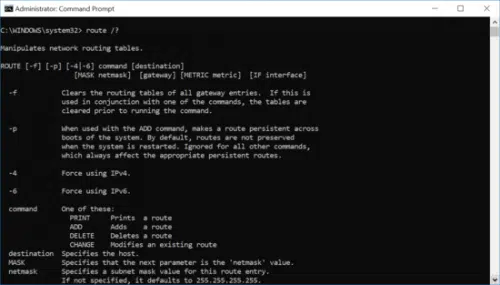 Administrator: Command Prompt
C:\WINDOWS\system32> route /?
Manipulates network routing tables.
ROUTE [-f] [-p] [-4|-6] command [destination]
[MASK netmask] [gateway] [METRIC metric] [IF interface]
-f Clears the routing tables of all gateway entries. If this is
used in conjunction with one of the commands, the tables are
cleared prior to running the command.
-p When used with the ADD command, makes a route persistent across
boots of the system. By default, routes are not preserved
when the system is restarted. Ignored for all other commands,
which always affect the appropriate persistent routes.
-4 Force using IPv4.
-6 Force using IPv6.
command One of these:
PRINT Prints a route
ADD Adds a route
DELETE Deletes a route
CHANGE Modifies an existing route
destination Specifies the host.
MASK Specifies that the next parameter is the 'netmask' value.
netmask Specifies a subnet mask value for this route entry.
If not specified, it defaults to 255.255.255.255.